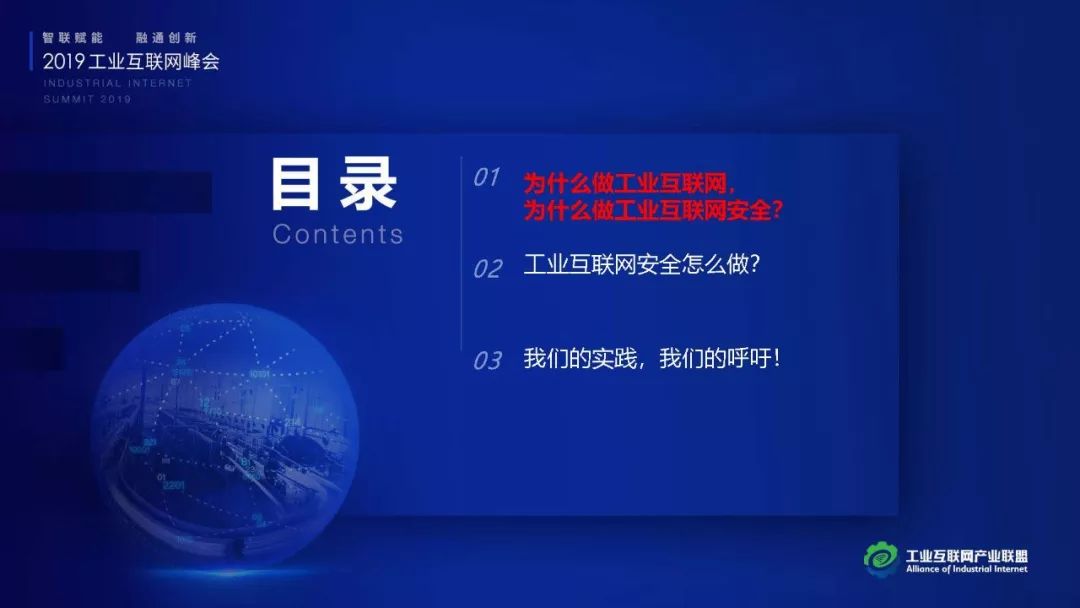 智联赋能 融通创新
2019工业互联网峰会
INDUSTRIAL INTERNET
SUMMIT 2019
目录
Contents
01
为什么做工业互联网，
为什么做工业互联网安全？
02 工业互联网安全怎么做？
03 我们的实践，我们的呼吁！
工业互联网产业联盟
Alliance of Industrial Internet